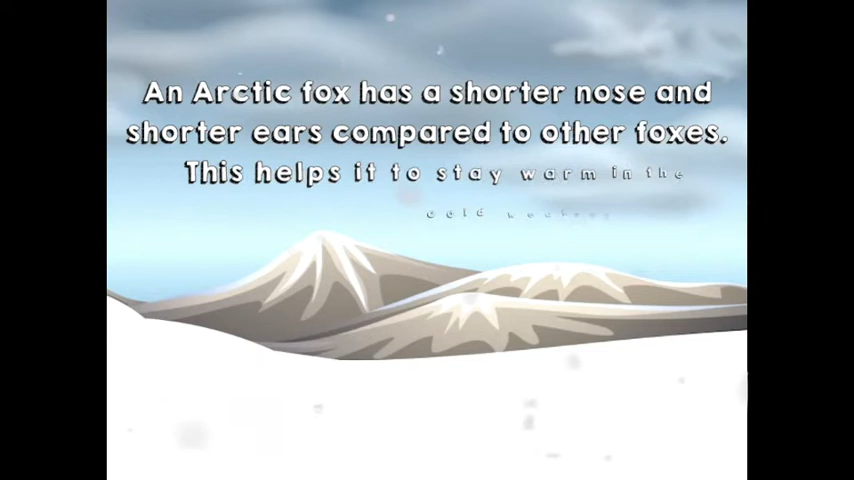 An Arctic fox has a shorter nose and
shorter ears compared to other foxes.
This helps it to stay warm in the
cold